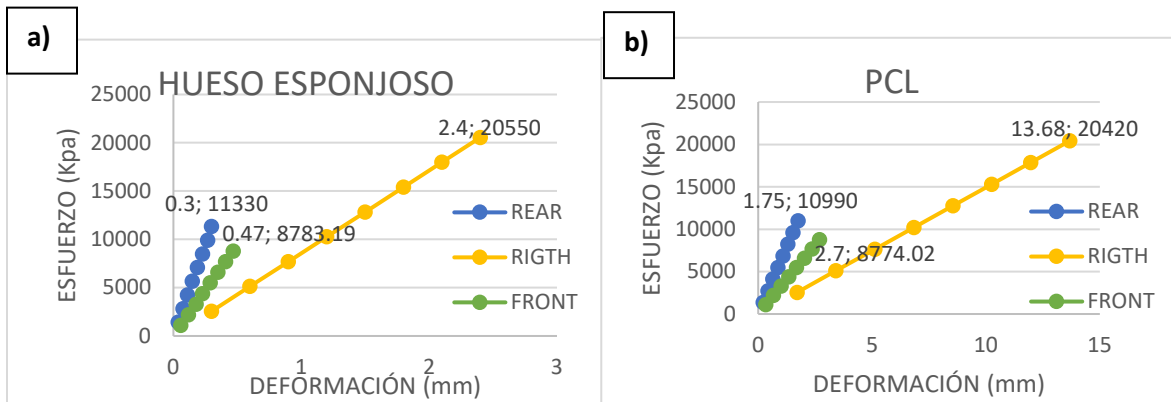 a)
HUESO ESPONJOSO
ESFUERZO (Kpa)
25000
20000
15000
10000
5000
0
2.4; 20550
0.3; 11330
0.47; 8783.19
REAR
RIGTH
FRONT
0
1
2
3
DEFORMACIÓN (mm)
b)
PCL
ESFUERZO (Kpa)
25000
20000
15000
10000
5000
0
13.68; 20420
1.75; 10990
2.7; 8774.02
REAR
RIGTH
FRONT
0
5
10
15
DEFORMACIÓN (mm)